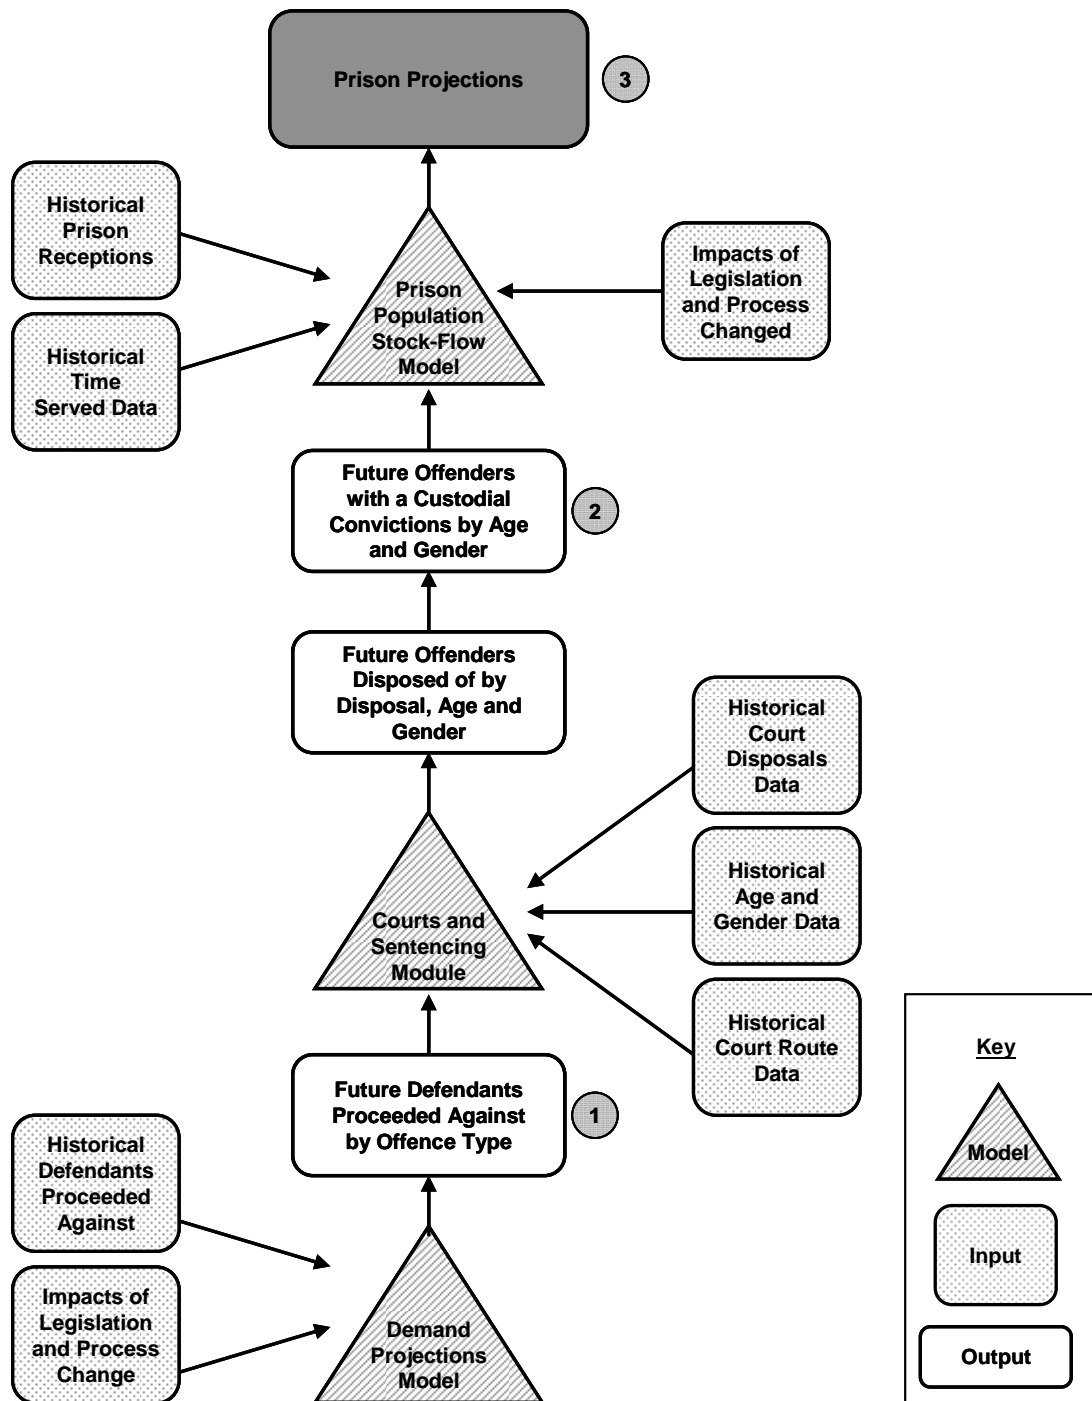 Prison Projections
3
Historical
Prison
Receptions
Impacts of
Legislation
and Process
Changed
Prison
Population
Stock-Flow
Model
Historical
Time
Served Data
Future Offenders
with a Custodial
Convictions by Age
and Gender
2
Future Offenders
Disposed of by
Disposal, Age and
Gender
Historical
Court
Disposals
Data
Historical
Age and
Gender Data
Courts and
Sentencing
Module
Historical
Court Route
Data
Future Defendants
Proceeded Against
by Offence Type
1
Historical
Defendants
Proceeded
Against
Impacts of
Legislation
and Process
Change
Demand
Projections
Model
Key
Model
Input
Output